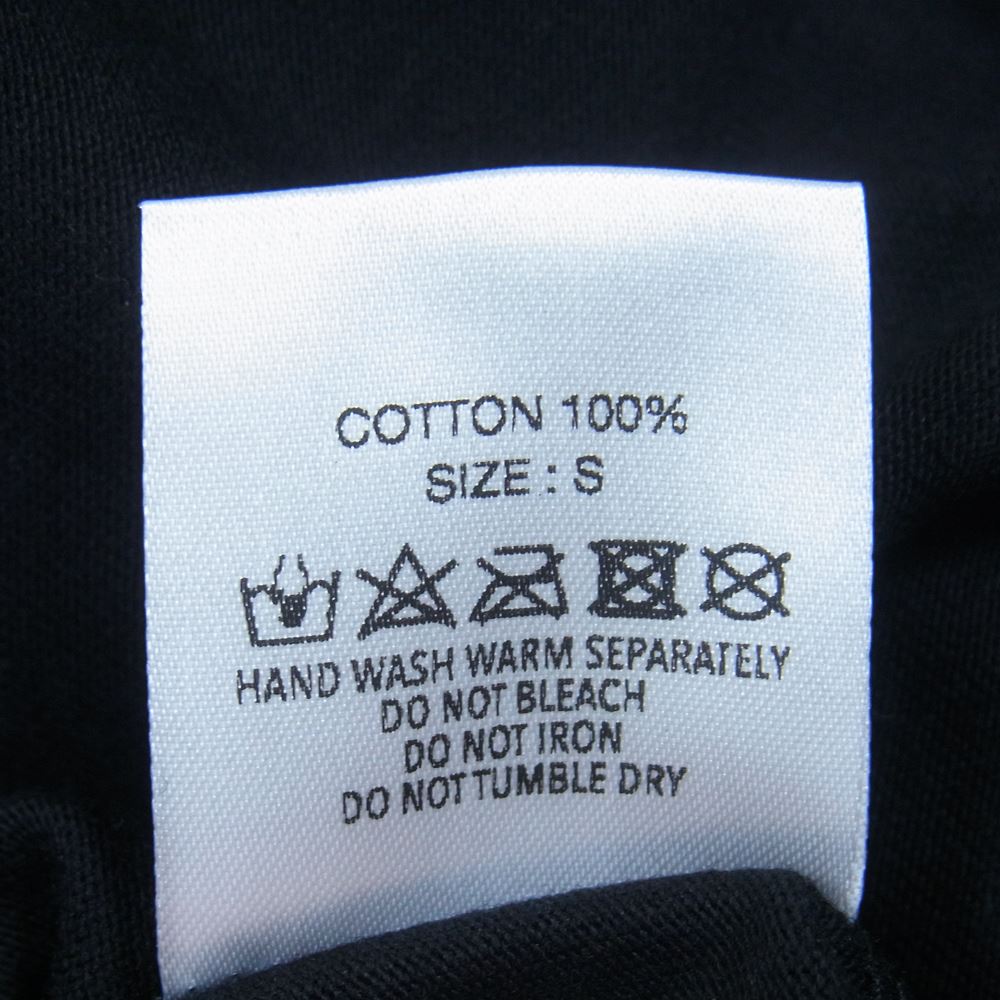 COTTON 100%
SIZE : S
HAND WASH WARM SEPARATELY
DO NOT BLEACH
DO NOT IRON
DO NOT TUMBLE DRY